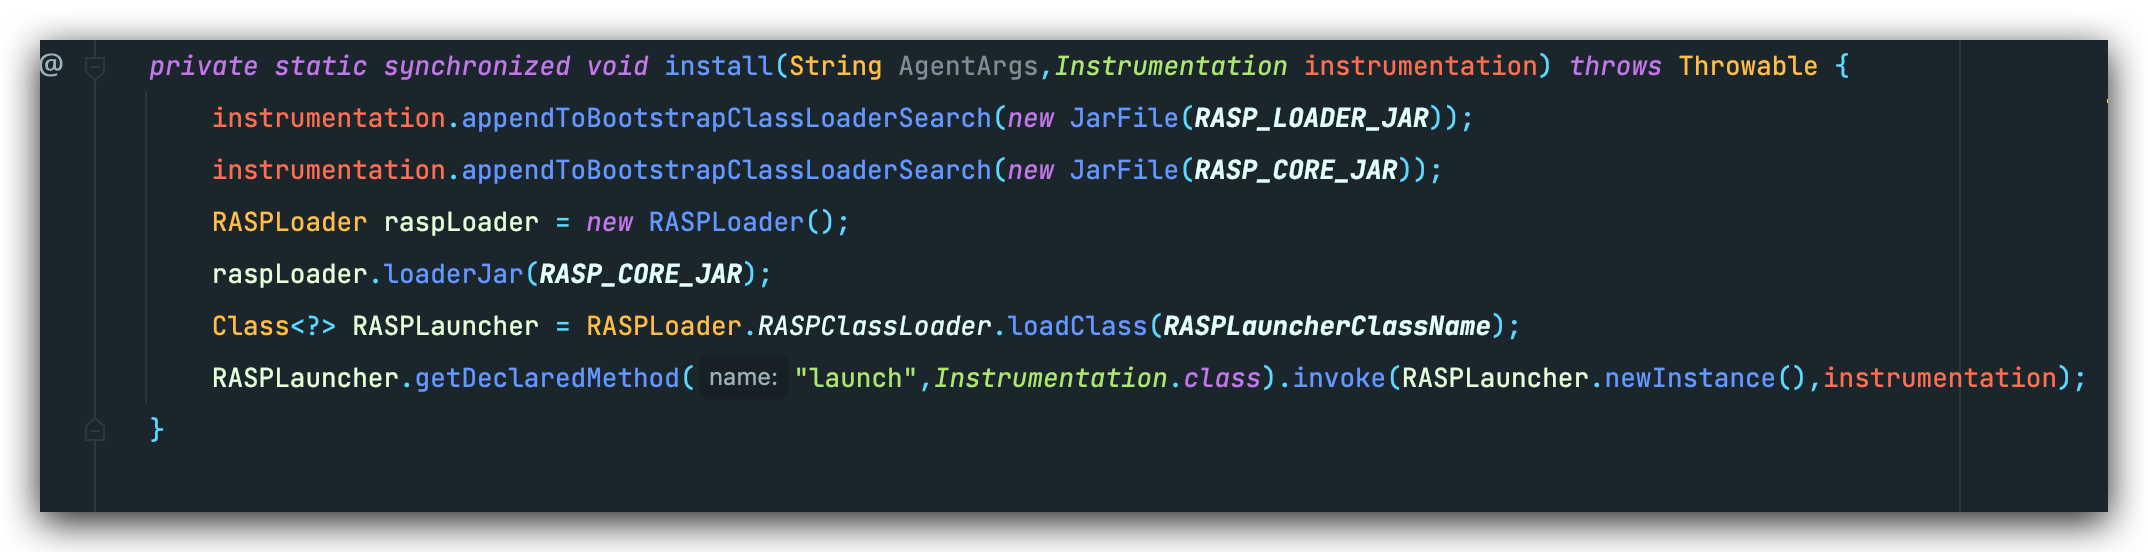 @ private static synchronized void install(String AgentArgs,Instrumentation instrumentation) throws Throwable {
instrumentation.appendToBootstrapClassLoaderSearch(new JarFile(RASP_LOADER_JAR));
instrumentation.appendToBootstrapClassLoaderSearch(new JarFile(RASP_CORE_JAR));
RASPLoader raspLoader = new RASPLoader();
raspLoader.loaderJar(RASP_CORE_JAR);
Class<?> RASPLauncher = RASPLoader.RASPClassLoader.loadClass(RASPLauncherClassName);
RASPLauncher.getDeclaredMethod( name: "launch",Instrumentation.class).invoke(RASPLauncher.newInstance(),instrumentation);
}